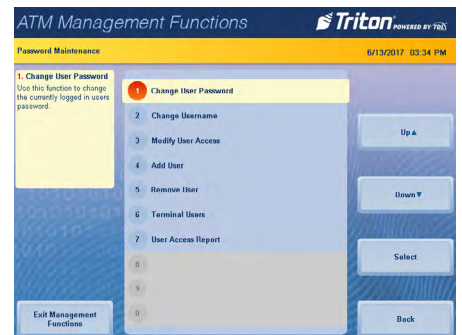 ATM Management Functions
Triton POWERED BY TDX
Password Maintenance
6/13/2017 03:34 PM
1. Change User Password
Use this function to change
the currently logged in users
password.
1 Change User Password
2 Change Username
3 Modify User Access
4 Add User
5 Remove User
6 Terminal Users
7 User Access Report
8
9
0
Up▲
Down▼
Select
Back
Exit Management
Functions